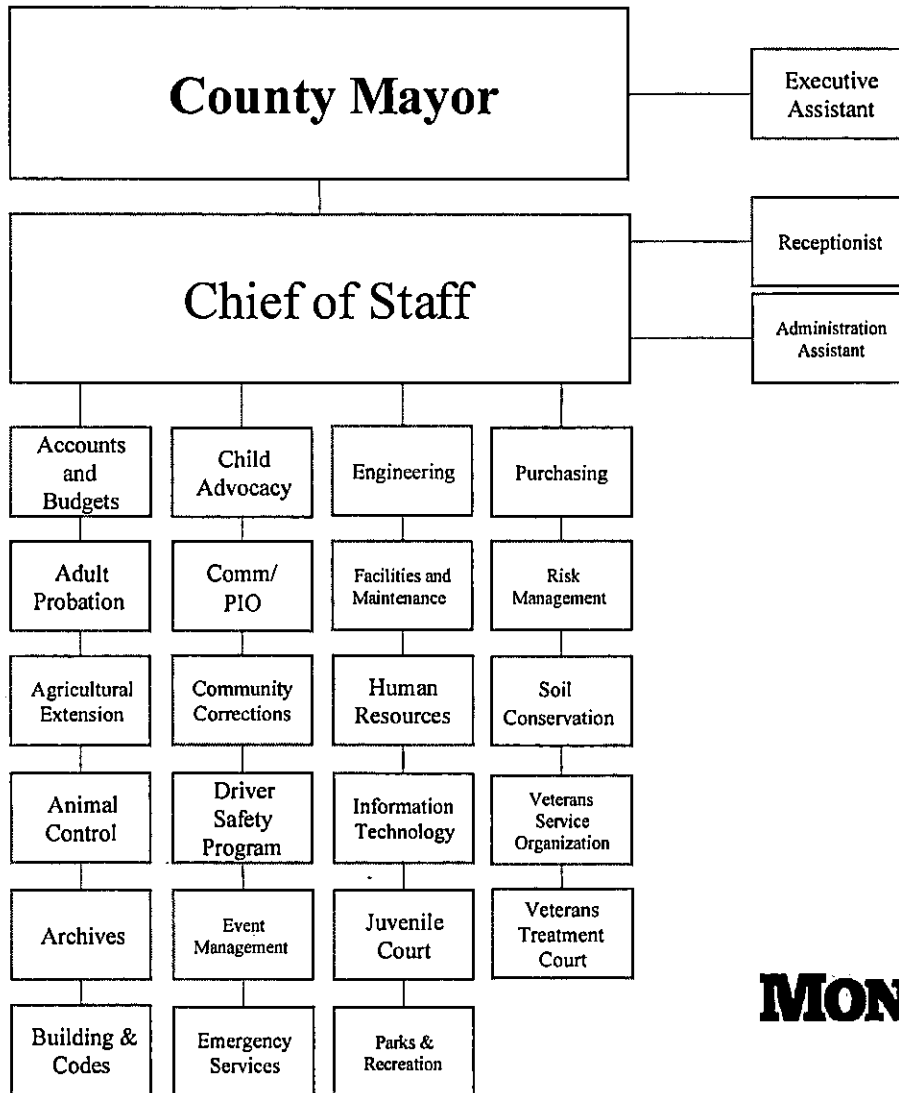 County Mayor
Executive
Assistant
Chief of Staff
Receptionist
Administration
Assistant
Accounts
and
Budgets
Child
Advocacy
Engineering
Purchasing
Adult
Probation
Comm/
PIO
Facilities and
Maintenance
Risk
Management
Agricultural
Extension
Community
Corrections
Human
Resources
Soil
Conservation
Animal
Control
Driver
Safety
Program
Information
Technology
Veterans
Service
Organization
Archives
Event
Management
Juvenile
Court
Veterans
Treatment
Court
Building &
Codes
Emergency
Services
Parks &
Recreation
MON